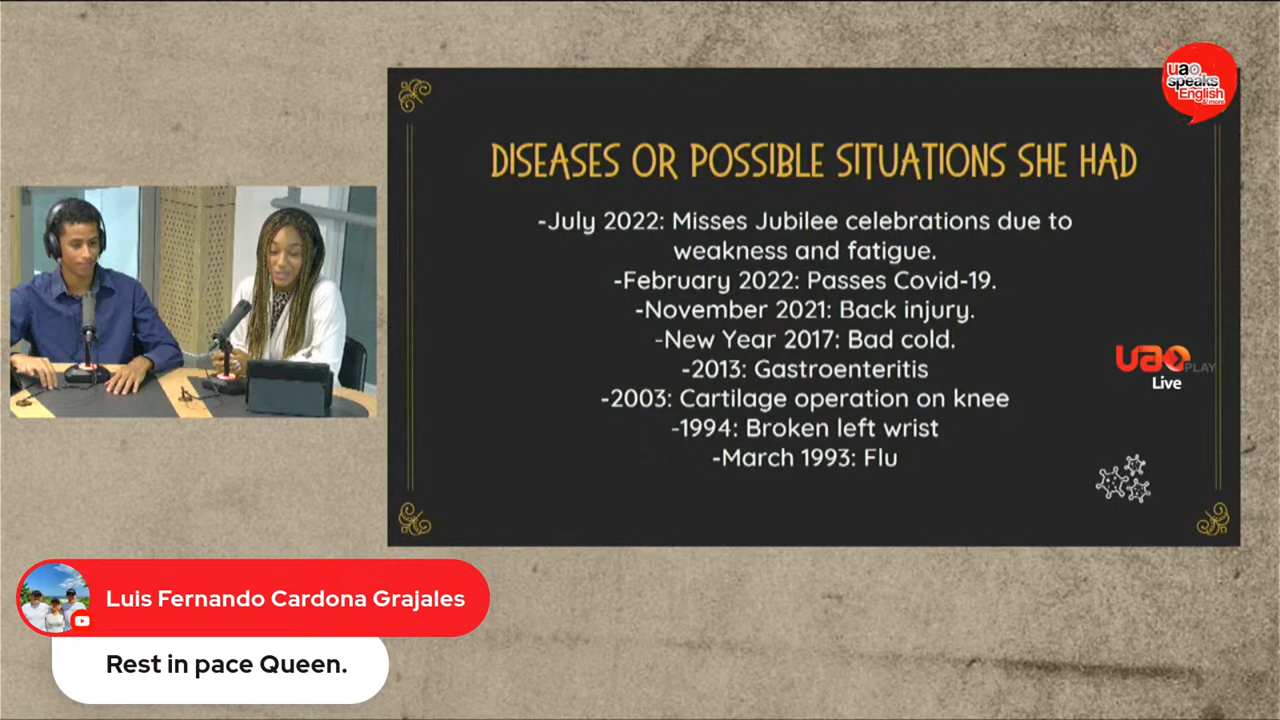 uao
speaks
English
& more
DISEASES OR POSSIBLE SITUATIONS SHE HAD
-July 2022: Misses Jubilee celebrations due to
weakness and fatigue.
-February 2022: Passes Covid-19.
-November 2021: Back injury.
-New Year 2017: Bad cold.
-2013: Gastroenteritis
-2003: Cartilage operation on knee
-1994: Broken left wrist
-March 1993: Flu
uao PLAY
Live
Luis Fernando Cardona Grajales
Rest in pace Queen.